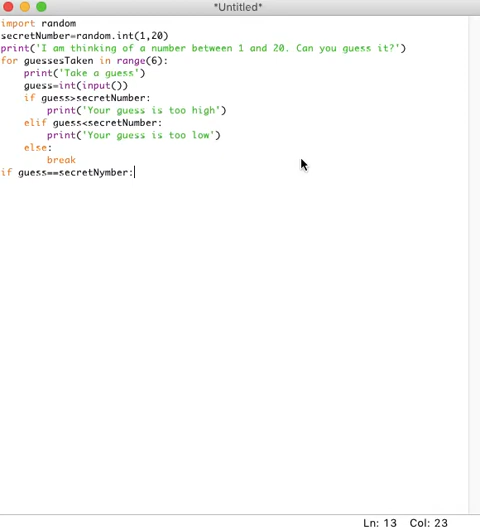 *Untitled*
import random
secretNumber=random.int(1,20)
print('I am thinking of a number between 1 and 20. Can you guess it?')
for guessesTaken in range(6):
    print('Take a guess')
    guess=int(input())
    if guess>secretNumber:
        print('Your guess is too high')
    elif guess<secretNumber:
        print('Your guess is too low')
    else:
        break
if guess==secretNymber:
Ln: 13 Col: 23